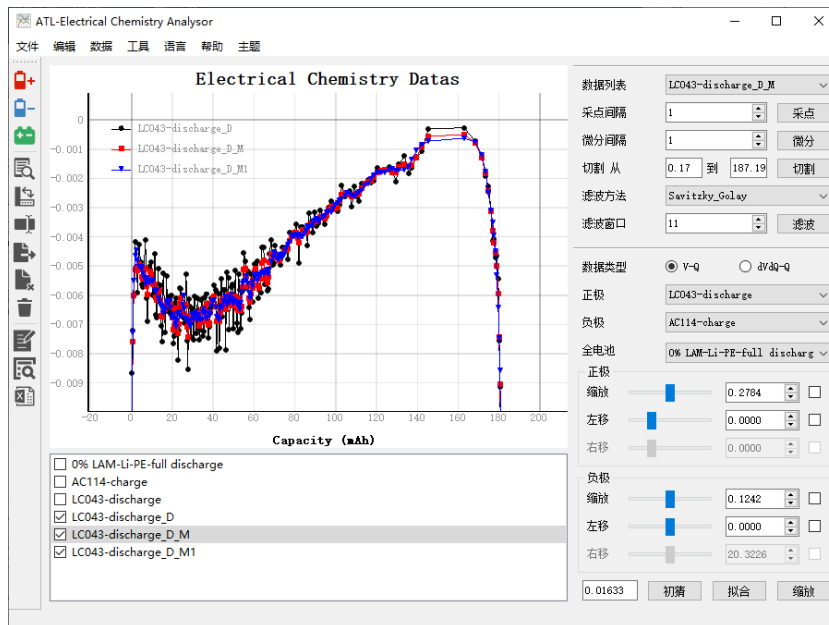 ATL-Electrical Chemistry Analysor
文件 编辑 数据 工具 语言 帮助 主题
Electrical Chemistry Datas
0
-0.001
-0.002
-0.003
-0.004
-0.005
-0.006
-0.007
-0.008
-0.009
LC043-discharge_D
LC043-discharge_D_M
LC043-discharge_D_M1
-20 0 20 40 60 80 100 120 140 160 180 200
Capacity (mAh)
0% LAM-Li-PE-full discharge
AC114-charge
LC043-discharge
LC043-discharge_D
LC043-discharge_D_M
LC043-discharge_D_M1
数据列表 LC043-discharge_D_M
采点间隔 1 采点
微分间隔 1 微分
切割 从 0.17 到 187.19 切割
滤波方法 Savitzky_Golay
滤波窗口 11 滤波
数据类型 V-Q dVdQ-Q
正极 LC043-discharge
负极 AC114-charge
全电池 0% LAM-Li-PE-full discharg
正极
缩放 0.2784
左移 0.0000
右移 0.0000
负极
缩放 0.1242
左移 0.0000
右移 20.3226
0.01633 初猜 拟合 缩放